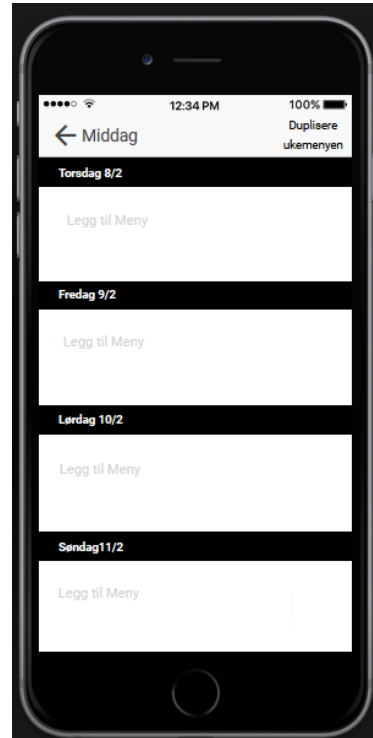 12:34 PM
100%
Middag
Duplisere
ukemenyen
Torsdag 8/2
Legg til Meny
Fredag 9/2
Legg til Meny
Lørdag 10/2
Legg til Meny
Søndag11/2
Legg til Meny